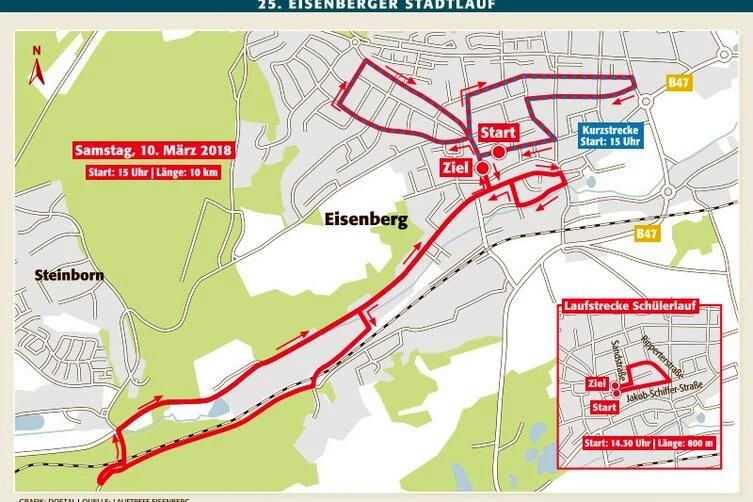 25. EISENBERGER STADTLAUF
N
B47
Samstag, 10. März 2018
Start: 15 Uhr | Länge: 10 km
Start
Kurzstrecke
Start: 15 Uhr
Ziel
Eisenberg
B47
Steinborn
Laufstrecke Schülerlauf
Sandstraße
Ripperterstraße
Ziel
Jakob-Schiffer-Straße
Start
Start: 14.30 Uhr | Länge: 800 m
GRAFIK: DOSTAL | QUELLE: LAUFTREFF EISENBERG